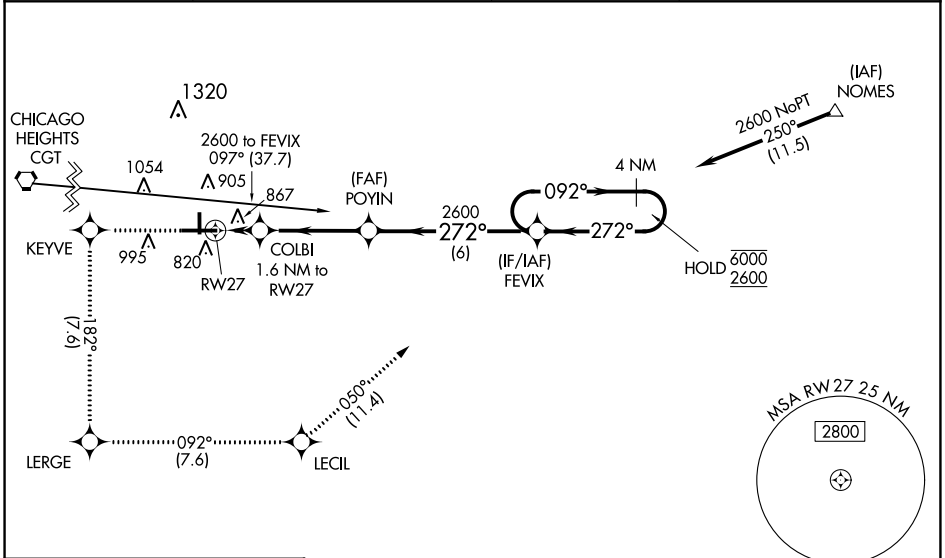 1320
CHICAGO
HEIGHTS
CGT
2600 to FEVIX
097° (37.7)
1054
905
867
(FAF)
POYIN
(IAF)
NOMES
2600 NoPT
250°
(11.5)
4 NM
092°
272°
2600
272°
(6)
(IF/IAF)
FEVIX
HOLD 6000
2600
KEYVE
995
820
RW27
COLBI
1.6 NM to
RW27
182°
(7.6)
LERGE
092°
(7.6)
LECIL
050°
(11.4)
MSA RW27 25 NM
2800